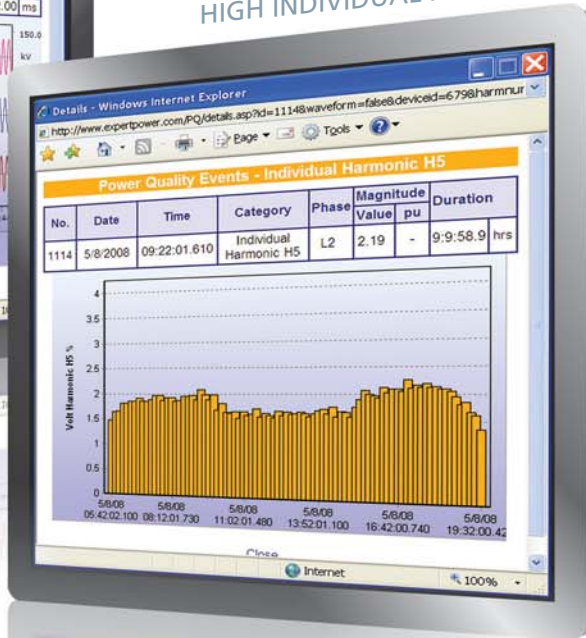 .00 ms
150.0
kV
HIGH INDIVIDUAL
Details - Windows Internet Explorer
http://www.expertpower.com/PQ/details.asp?id=1114&waveform=false&deviceid=679&harmnur
Page Tools
Power Quality Events - Individual Harmonic H5
No. Date Time Category Phase Magnitude Duration
Value pu
1114 5/8/2008 09:22:01.610 Individual Harmonic H5 L2 2.19 - 9:9:58.9 hrs
Volt Harmonic H5 %
4
3.5
3
2.5
2
1.5
1
0.5
0
5/8/08 5/8/08 5/8/08 5/8/08 5/8/08 5/8/08
05:42:02.100 08:12:01.730 11:02:01.480 13:52:01.100 16:42:00.740 19:32:00.42
Close
Internet 100%